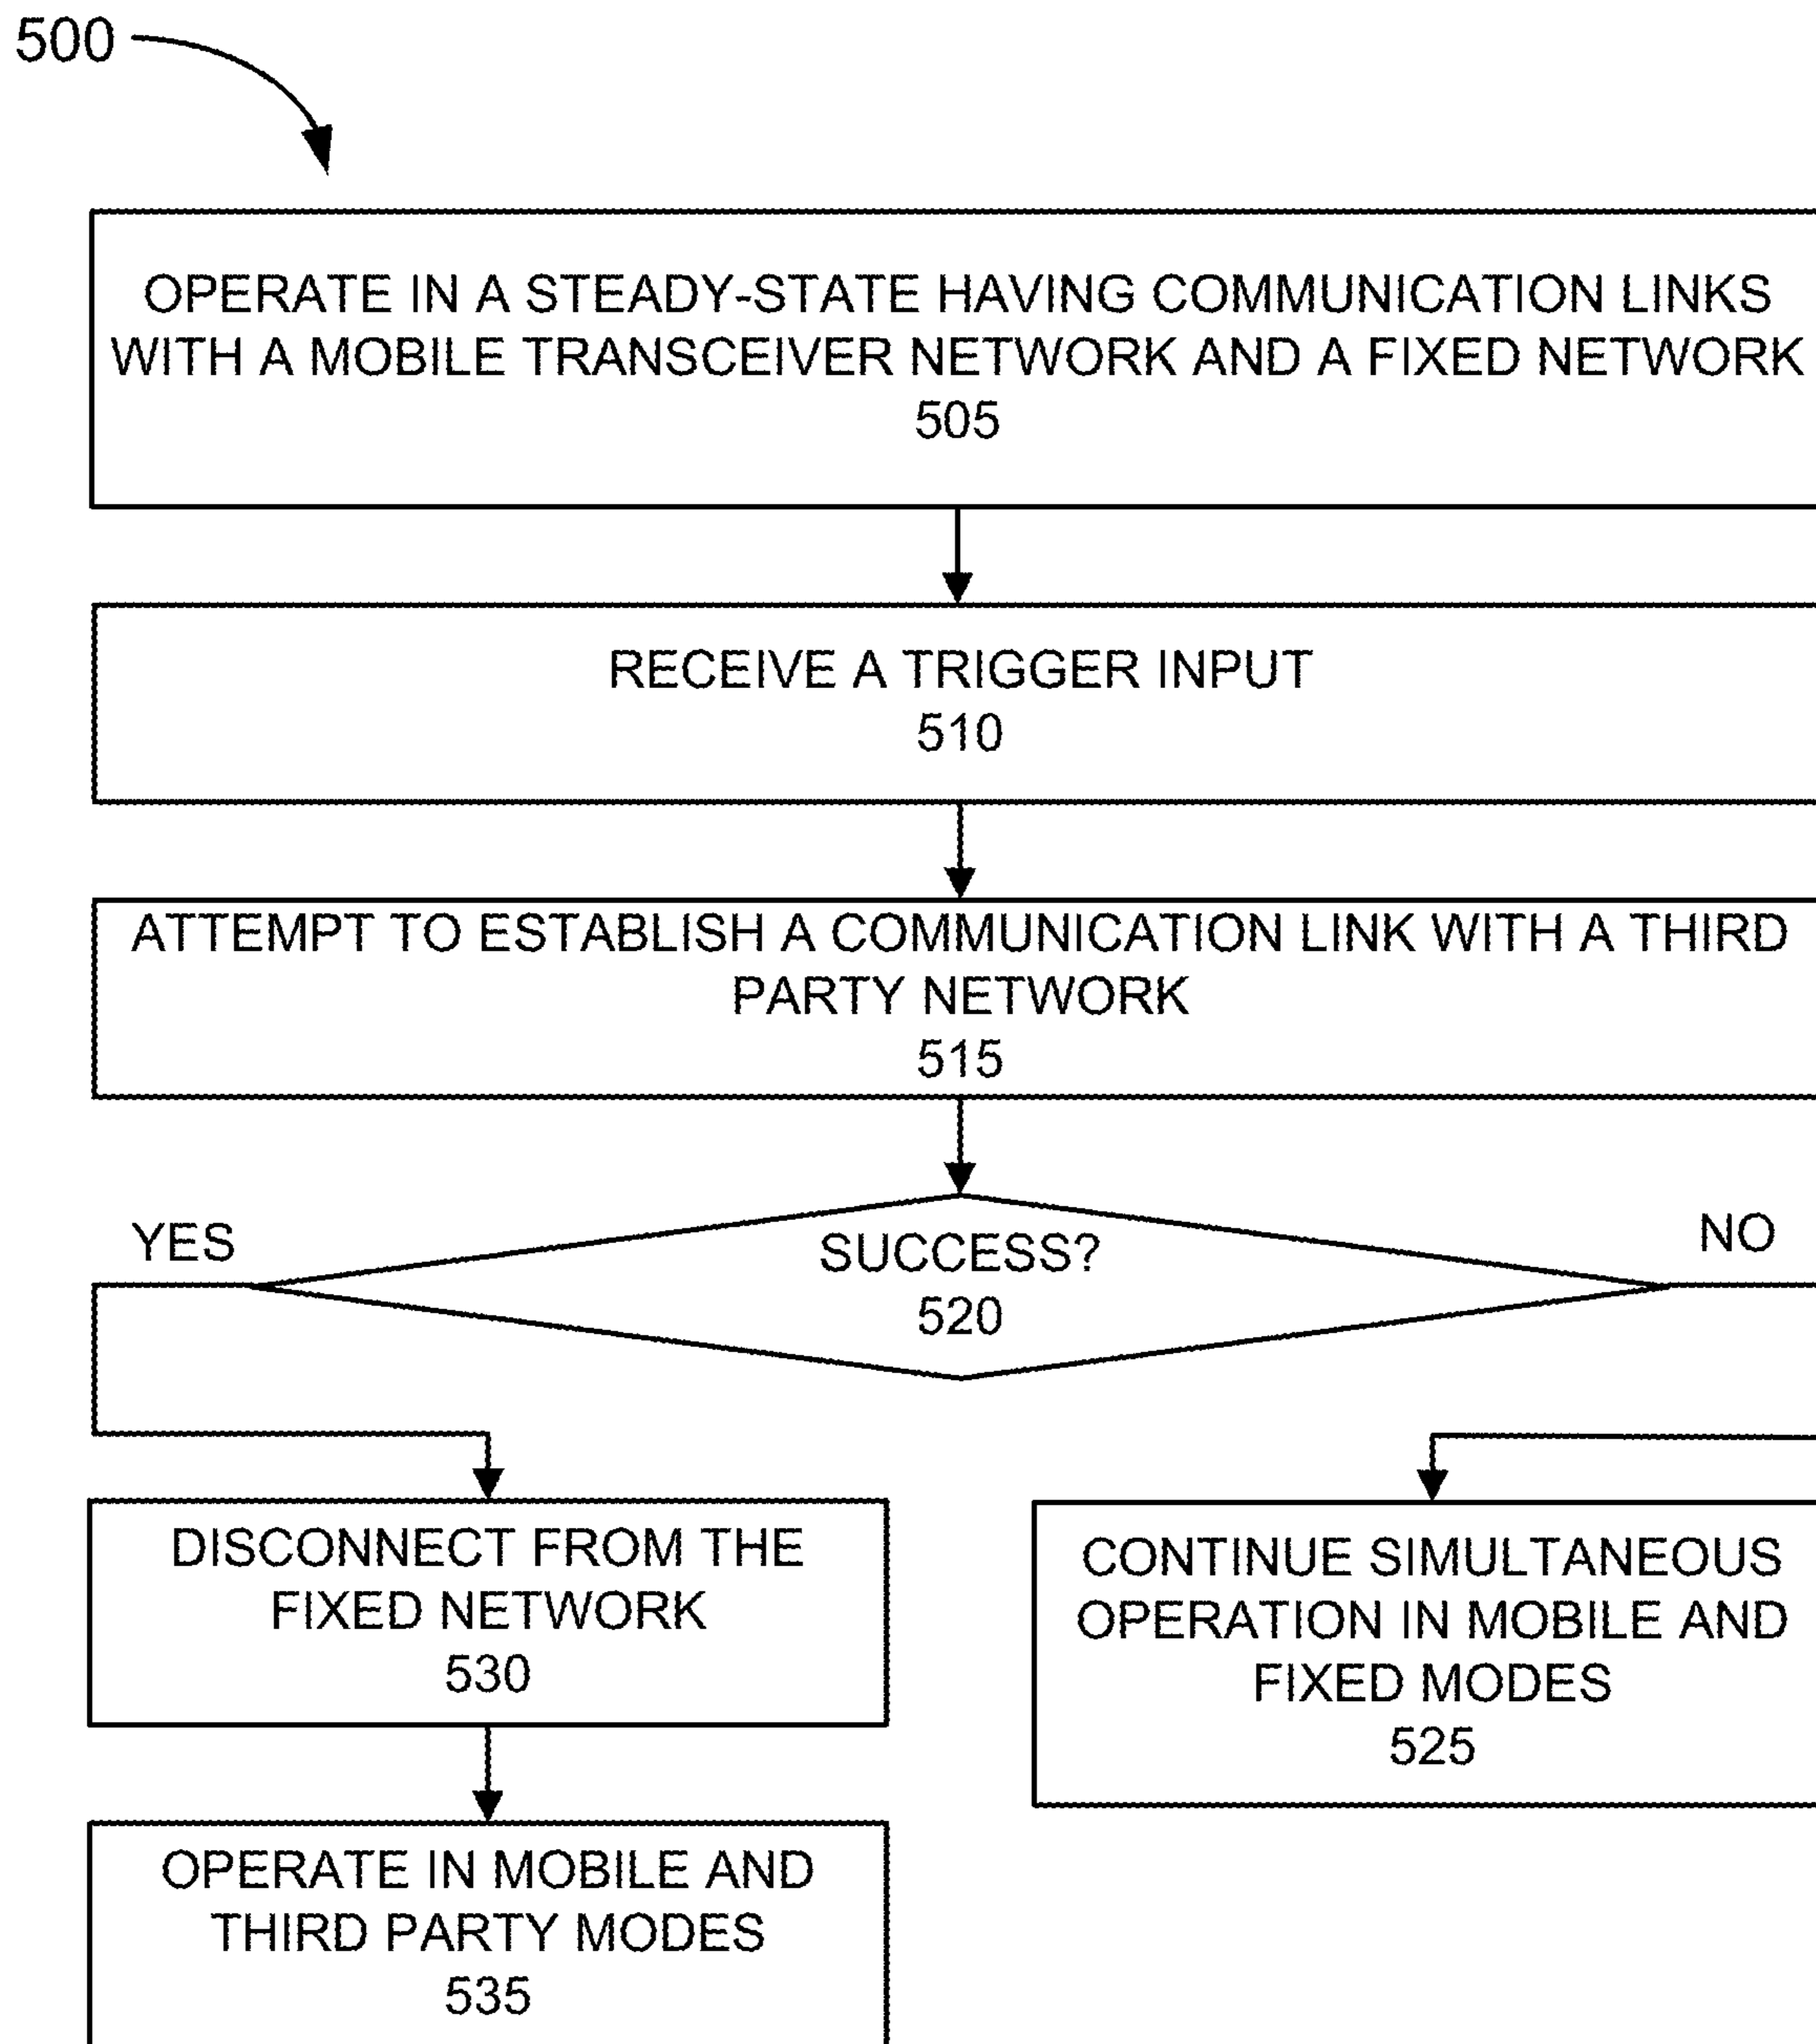 500
OPERATE IN A STEADY-STATE HAVING COMMUNICATION LINKS
WITH A MOBILE TRANSCEIVER NETWORK AND A FIXED NETWORK
505
RECEIVE A TRIGGER INPUT
510
ATTEMPT TO ESTABLISH A COMMUNICATION LINK WITH A THIRD
PARTY NETWORK
515
YES
SUCCESS?
520
NO
DISCONNECT FROM THE
FIXED NETWORK
530
CONTINUE SIMULTANEOUS
OPERATION IN MOBILE AND
FIXED MODES
525
OPERATE IN MOBILE AND
THIRD PARTY MODES
535